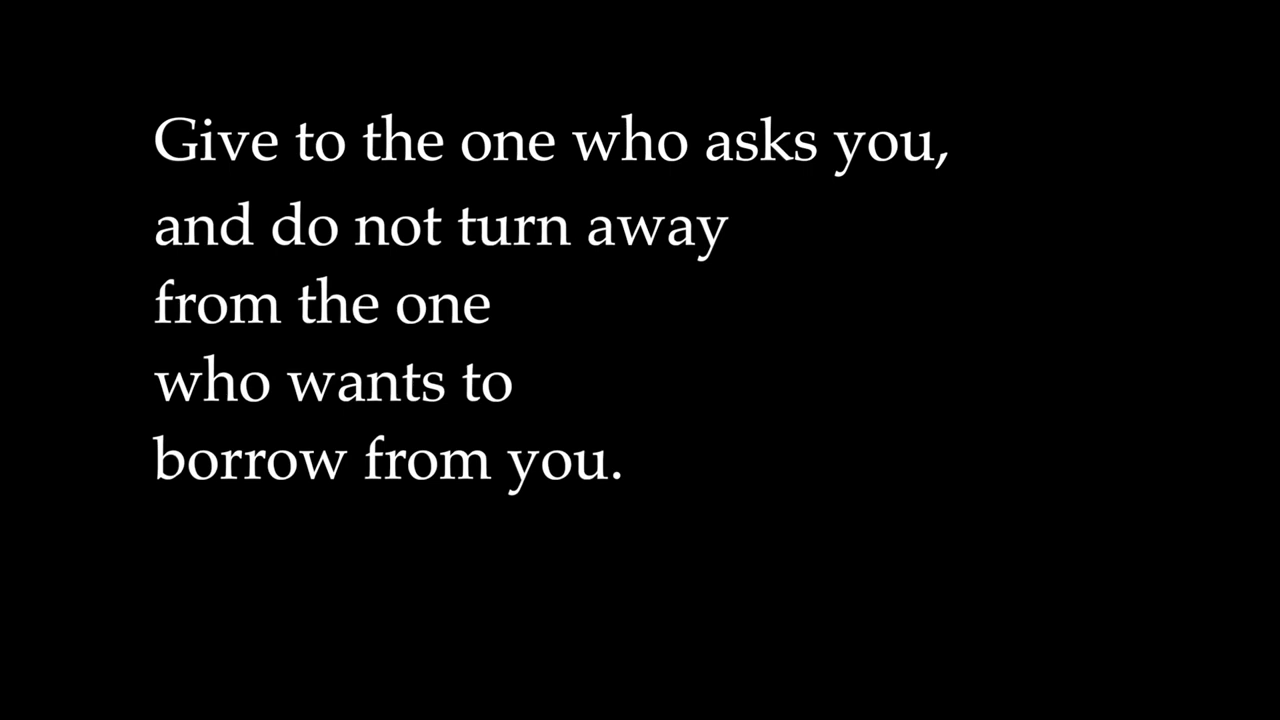 Give to the one who asks you,
and do not turn away
from the one
who wants to
borrow from you.